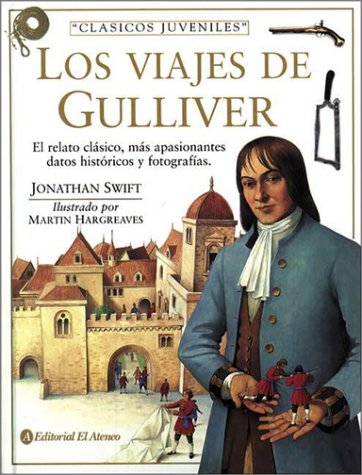 "CLASICOS JUVENILES"
LOS VIAJES DE
GULLIVER
El relato clásico, más apasionantes
datos históricos y fotografías.
JONATHAN SWIFT
Ilustrado por
MARTIN HARGREAVES
A Editorial El Ateneo